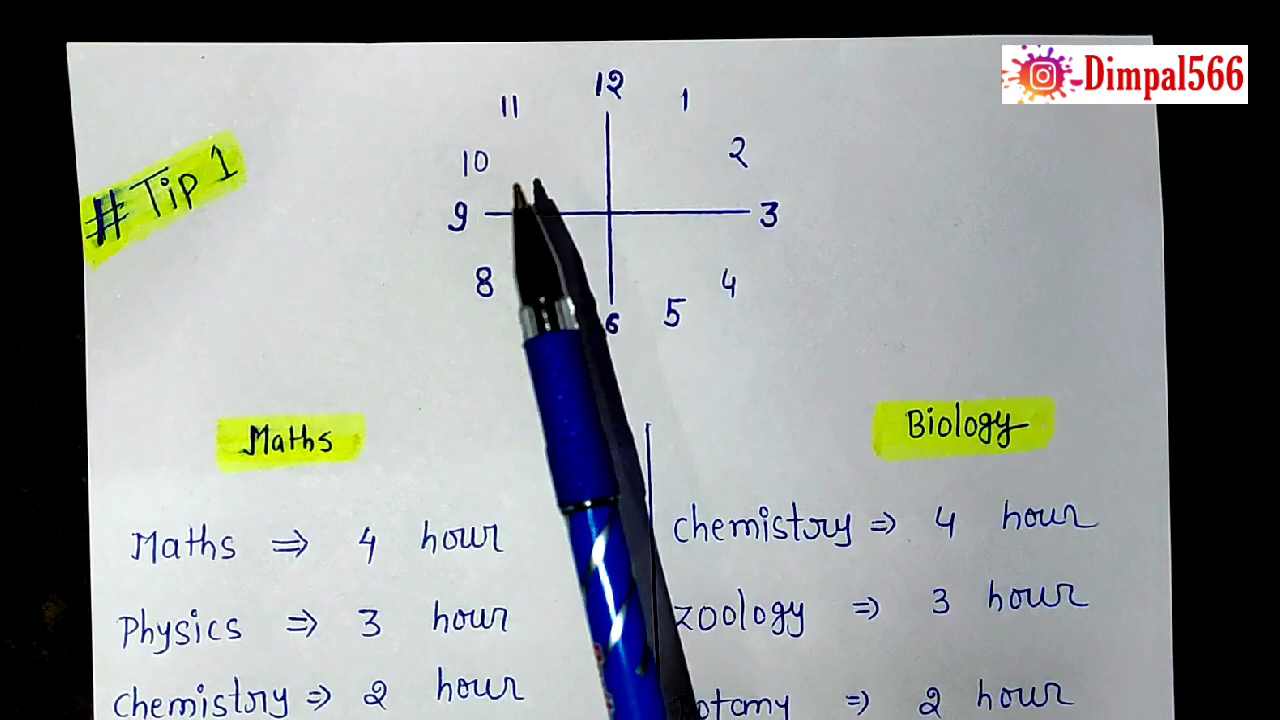 Dimpal566
12
11 1
10 2
# Tip 1
9 3
8 4
6 5
Maths Biology
Maths ⇒ 4 hour
Chemistry ⇒ 4 hour
Physics ⇒ 3 hour
Zoology ⇒ 3 hour
Chemistry ⇒ 2 hour
⇒ 2 hour